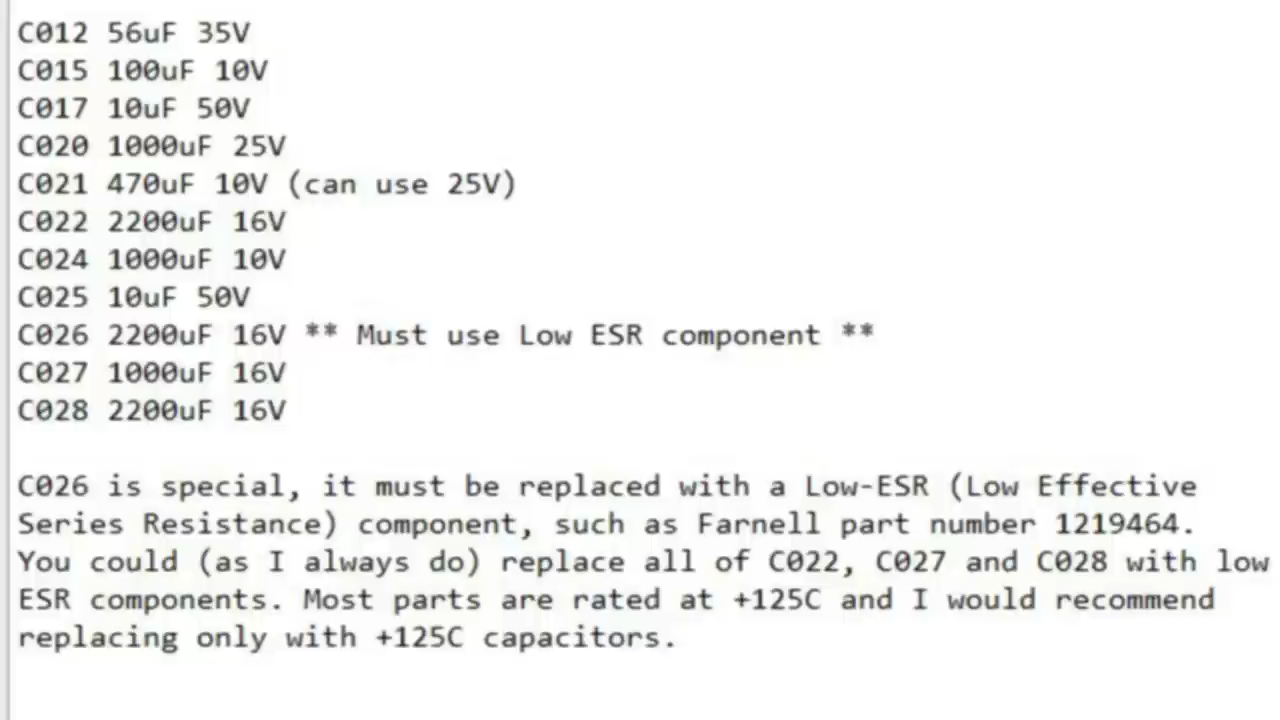 C012 56uF 35V
C015 100uF 10V
C017 10uF 50V
C020 1000uF 25V
C021 470uF 10V (can use 25V)
C022 2200uF 16V
C024 1000uF 10V
C025 10uF 50V
C026 2200uF 16V ** Must use Low ESR component **
C027 1000uF 16V
C028 2200uF 16V

C026 is special, it must be replaced with a Low-ESR (Low Effective
Series Resistance) component, such as Farnell part number 1219464.
You could (as I always do) replace all of C022, C027 and C028 with low
ESR components. Most parts are rated at +125C and I would recommend
replacing only with +125C capacitors.